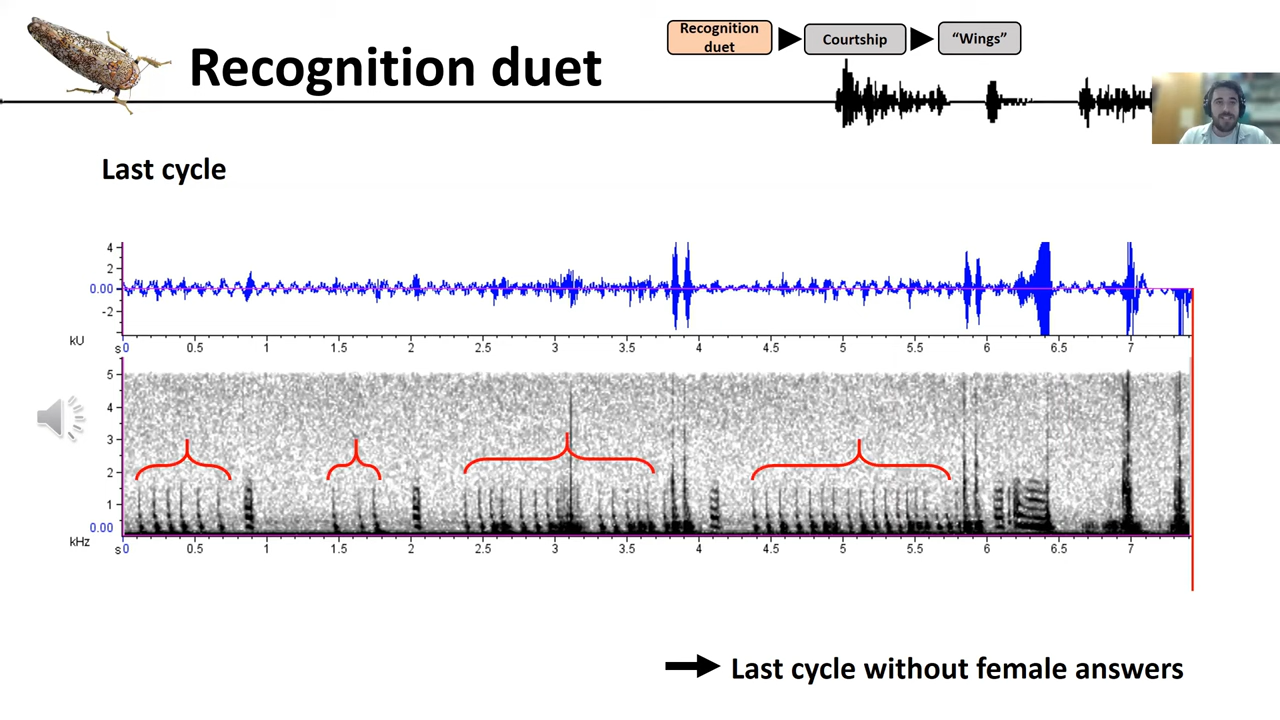 Recognition duet
Recognition
duet
Courtship
“Wings”
Last cycle
4
2
0.00
-2
kU
s 0 0.5 1 1.5 2 2.5 3 3.5 4 4.5 5 5.5 6 6.5 7
5
4
3
2
1
0.00
kHz
s 0 0.5 1 1.5 2 2.5 3 3.5 4 4.5 5 5.5 6 6.5 7
Last cycle without female answers